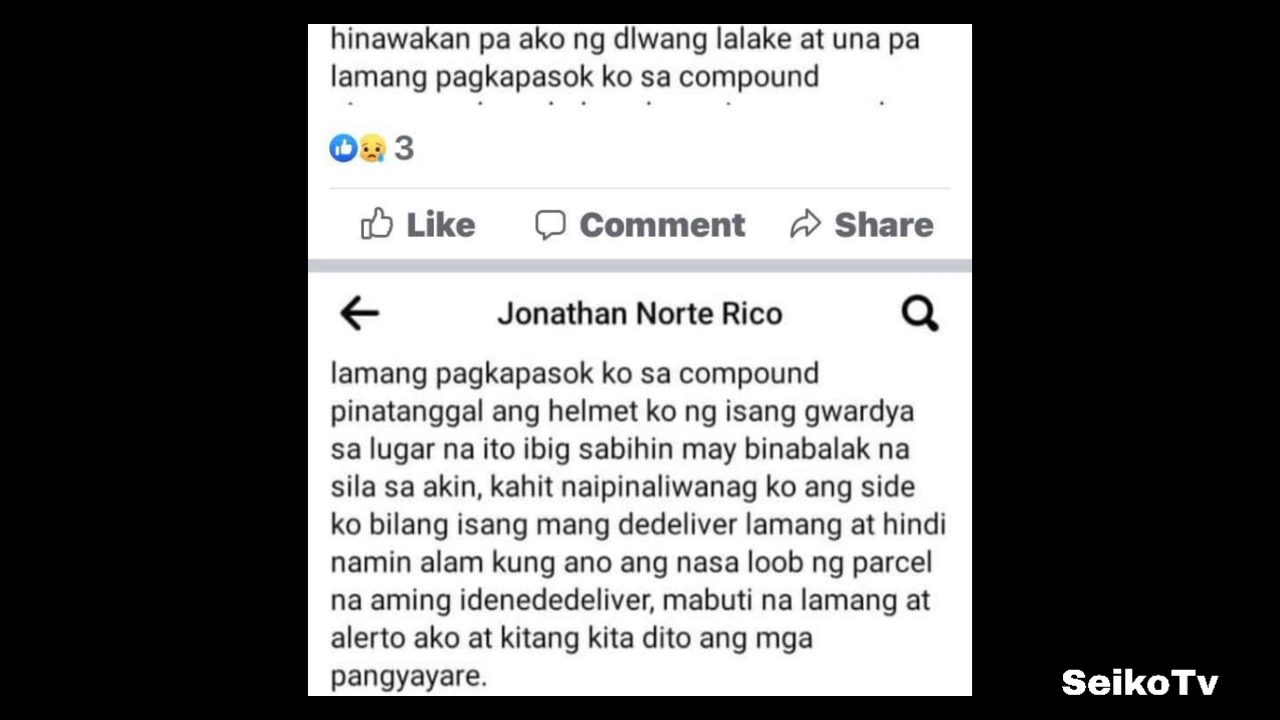 hinawakan pa ako ng dlwang lalake at una pa
lamang pagkapasok ko sa compound
3
Like Comment Share
Jonathan Norte Rico
lamang pagkapasok ko sa compound
pinatanggal ang helmet ko ng isang gwardya
sa lugar na ito ibig sabihin may binabalak na
sila sa akin, kahit naipinaliwanag ko ang side
ko bilang isang mang dedeliver lamang at hindi
namin alam kung ano ang nasa loob ng parcel
na aming idenededeliver, mabuti na lamang at
alerto ako at kitang kita dito ang mga
pangyayare.
SeikoTv